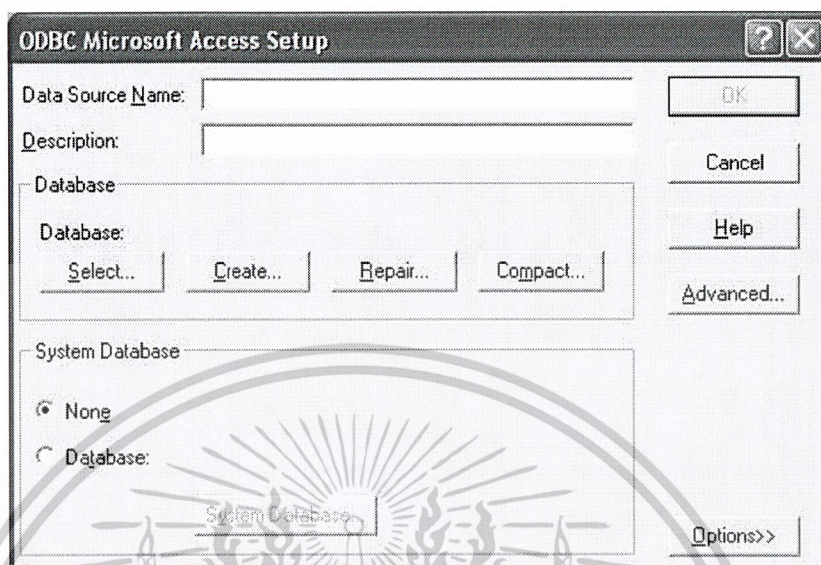 ODBC Microsoft Access Setup
Data Source Name:
OK
Description:
Cancel
Database
Database:
Help
Select...
Create...
Repair...
Compact...
Advanced...
System Database
None
Database:
System Database...
Options>>